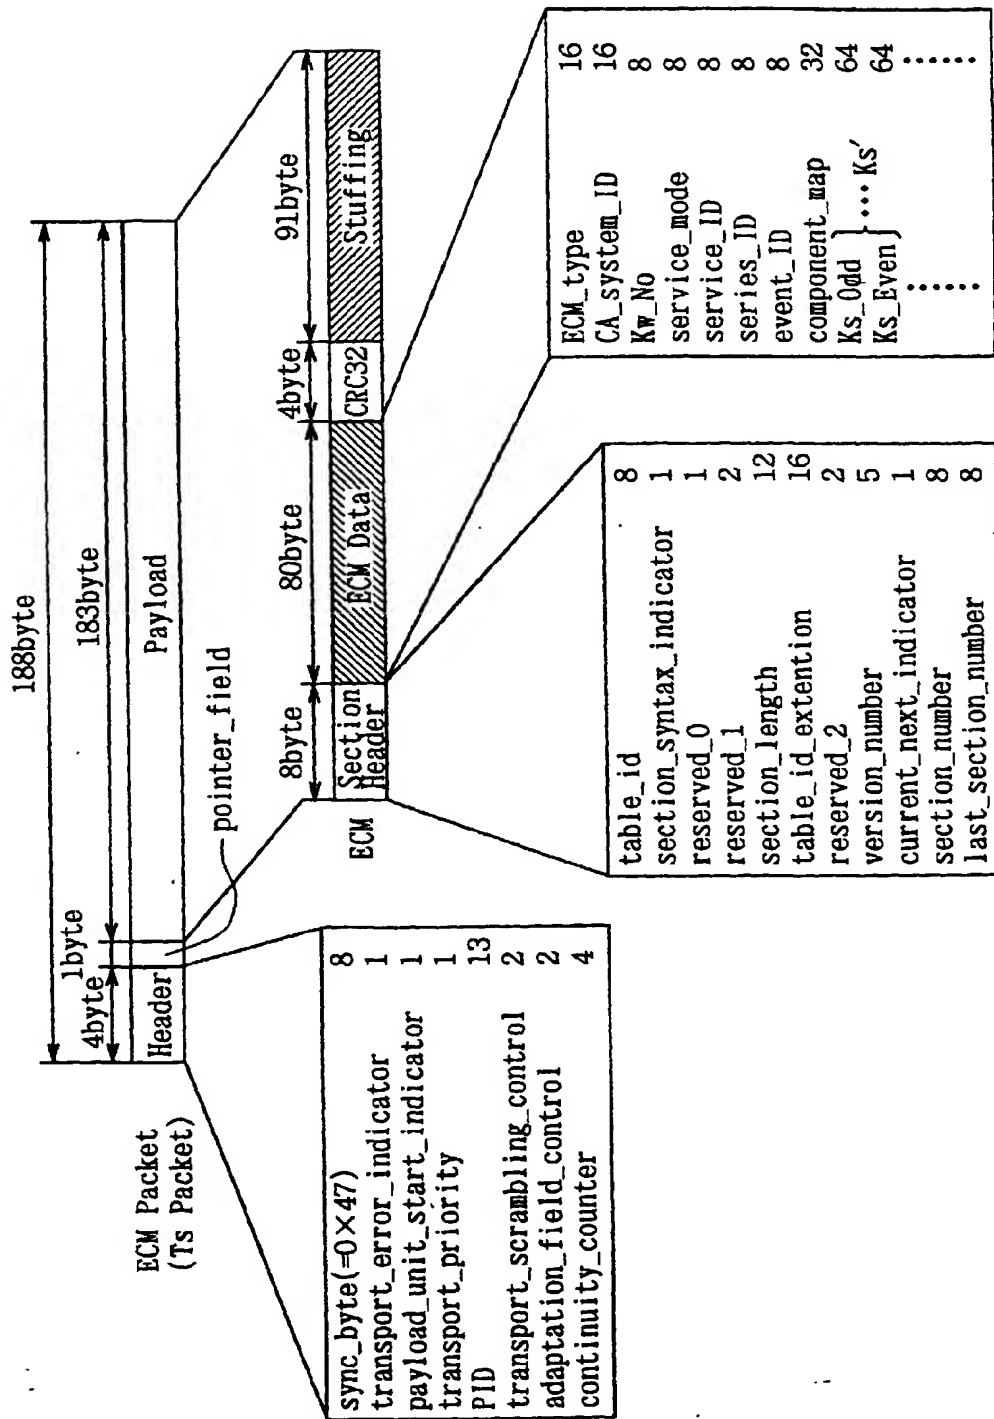 188byte
1byte
4byte
183byte
Header
Payload
pointer_field
ECM Packet
(Ts Packet)
8byte
80byte
4byte
91byte
ECM
Section
Header
ECM Data
CRC32
Stuffing
sync_byte(=0×47) 8
transport_error_indicator 1
payload_unit_start_indicator 1
transport_priority 1
PID 13
transport_scrambling_control 2
adaptation_field_control 2
continuity_counter 4
table_id 8
section_syntax_indicator 1
reserved_0 1
reserved_1 2
section_length 12
table_id_extention 16
reserved_2 2
version_number 5
current_next_indicator 1
section_number 8
last_section_number 8
ECM_type 16
CA_system_ID 16
Kw_No 8
service_mode 8
service_ID 8
series_ID 8
event_ID 8
component_map 32
Ks_Odd 64
Ks_Even 64
····Ks′
······ ······